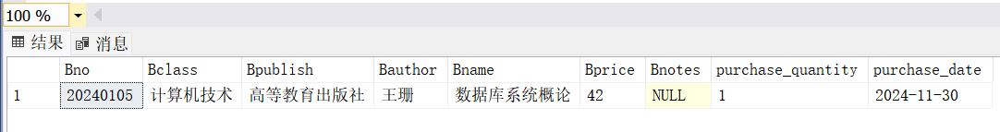 100 %
结果 消息
Bno Bclass Bpublish Bauthor Bname Bprice Bnotes purchase_quantity purchase_date
1 20240105 计算机技术 高等教育出版社 王珊 数据库系统概论 42 NULL 1 2024-11-30